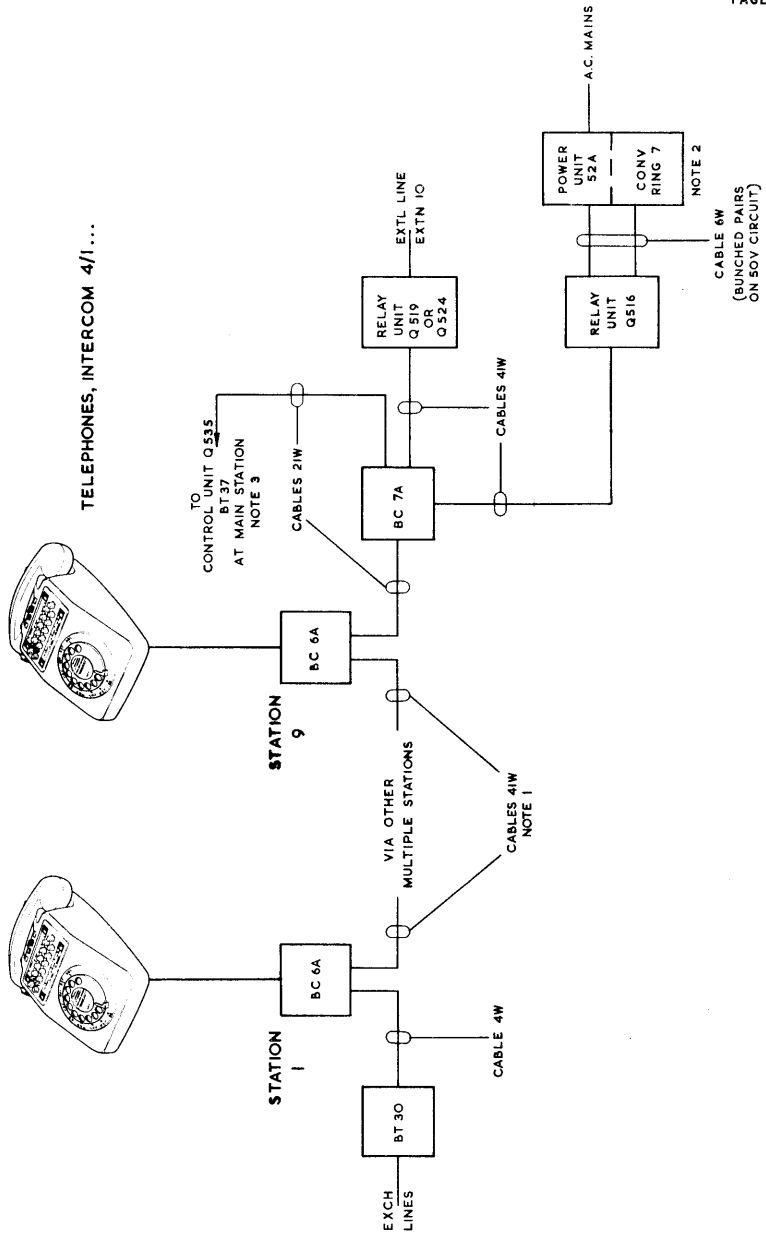 PAGE
TELEPHONES, INTERCOM 4/1...
STATION
1
BC 6A
STATION
9
BC 6A
TO
CONTROL UNIT Q535
BT 37
AT MAIN STATION
NOTE 3
CABLES 21W
BC 7A
RELAY
UNIT
Q519
OR
Q524
EXTL LINE
EXTN 10
CABLES 41W
RELAY
UNIT
Q516
POWER
UNIT
52A
CONV
RING 7
NOTE 2
A.C. MAINS
CABLE 6W
(BUNCHED PAIRS
ON 50V CIRCUIT)
VIA OTHER
MULTIPLE STATIONS
CABLES 41W
NOTE 1
CABLE 4W
BT 30
EXCH
LINES